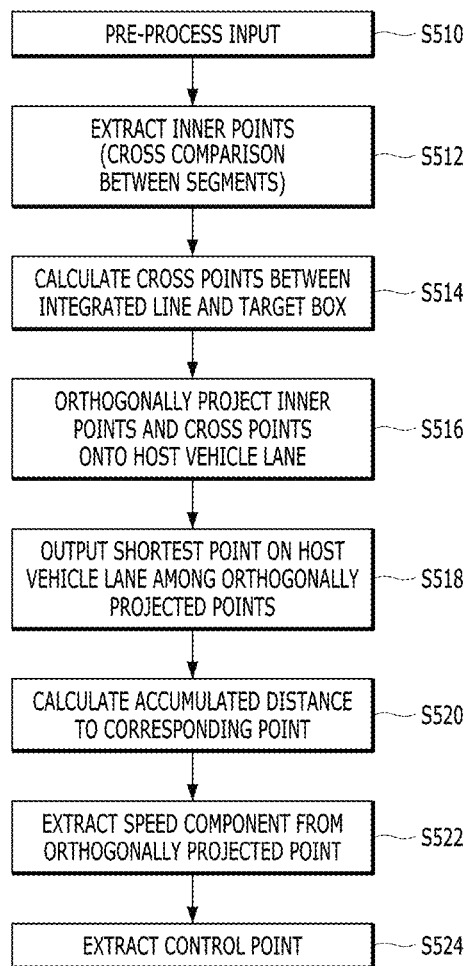 PRE-PROCESS INPUT
S510
EXTRACT INNER POINTS
(CROSS COMPARISON
BETWEEN SEGMENTS)
S512
CALCULATE CROSS POINTS BETWEEN
INTEGRATED LINE AND TARGET BOX
S514
ORTHOGONALLY PROJECT INNER
POINTS AND CROSS POINTS
ONTO HOST VEHICLE LANE
S516
OUTPUT SHORTEST POINT ON HOST
VEHICLE LANE AMONG ORTHOGONALLY
PROJECTED POINTS
S518
CALCULATE ACCUMULATED DISTANCE
TO CORRESPONDING POINT
S520
EXTRACT SPEED COMPONENT FROM
ORTHOGONALLY PROJECTED POINT
S522
EXTRACT CONTROL POINT
S524